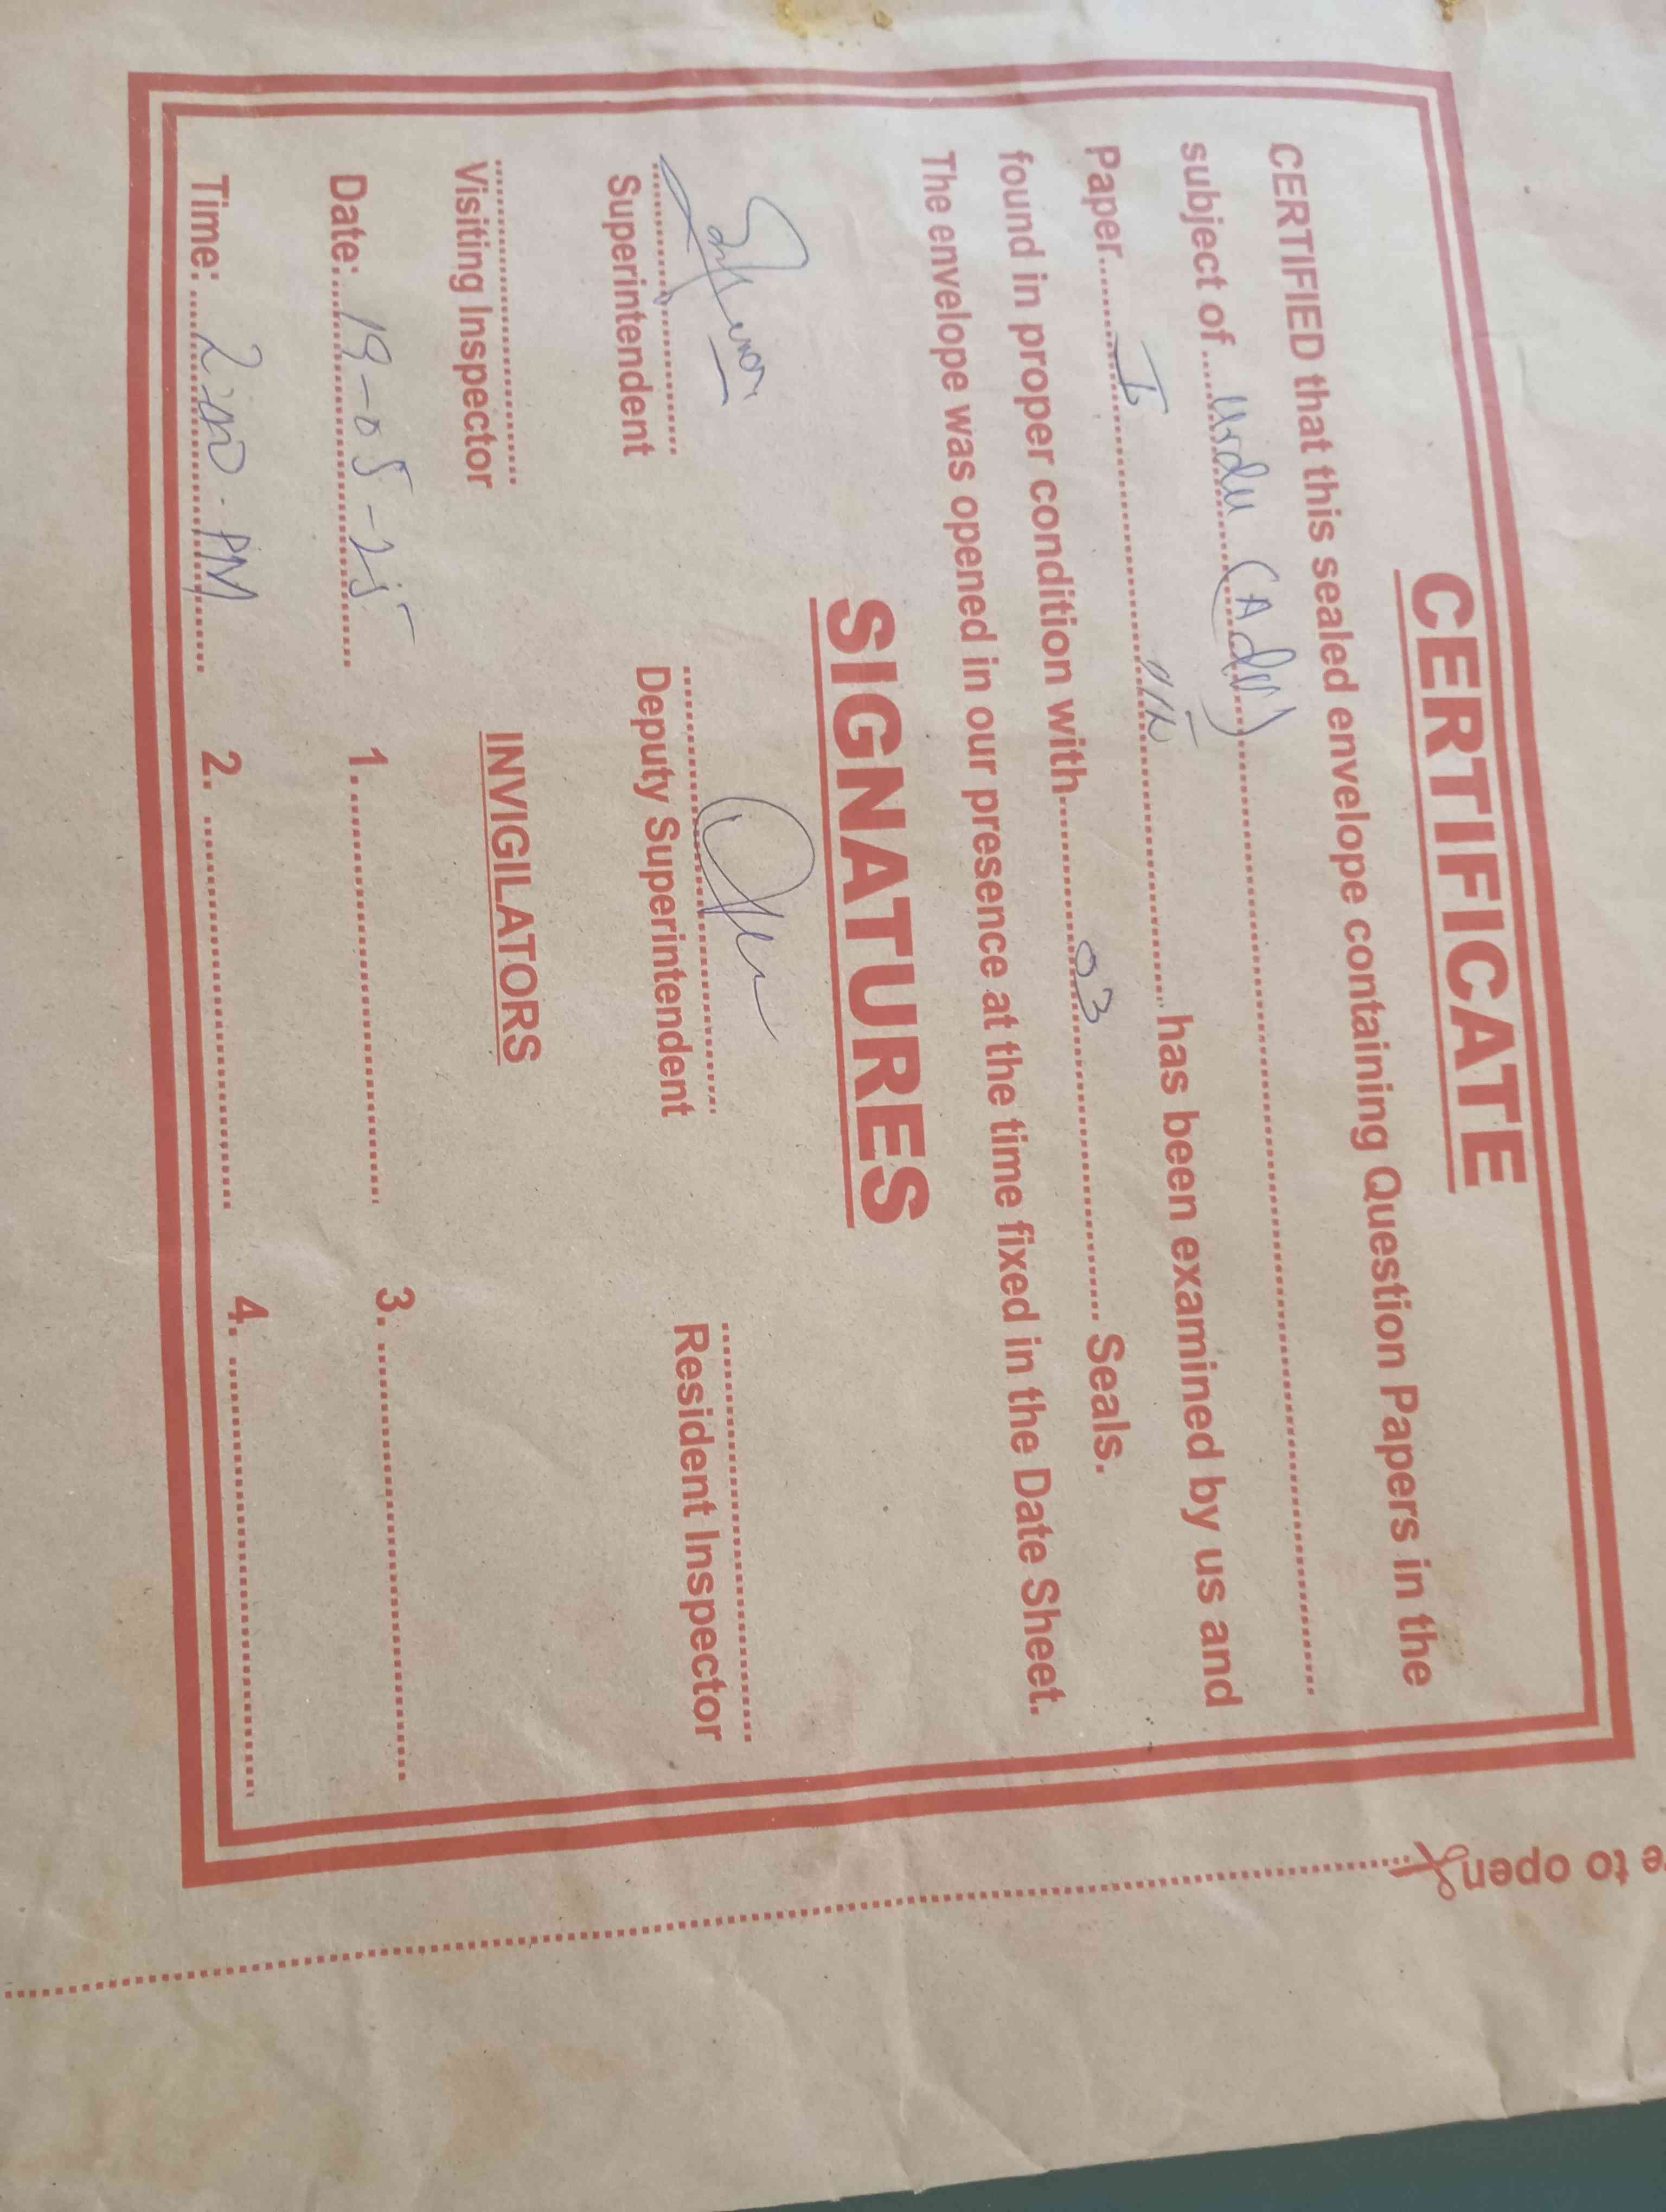 CERTIFICATE
CERTIFIED that this sealed envelope containing Question Papers in the
subject of ..... Urdu (Adv) .....
Paper ..... I ..... has been examined by us and
found in proper condition with ..... 03 ..... Seals.
The envelope was opened in our presence at the time fixed in the Date Sheet.
SIGNATURES
Superintendent Deputy Superintendent Resident Inspector
Visiting Inspector INVIGILATORS
Date: 19-05-25 1. ..... 3. .....
Time: 2:00 PM 2. ..... 4. .....
e to open